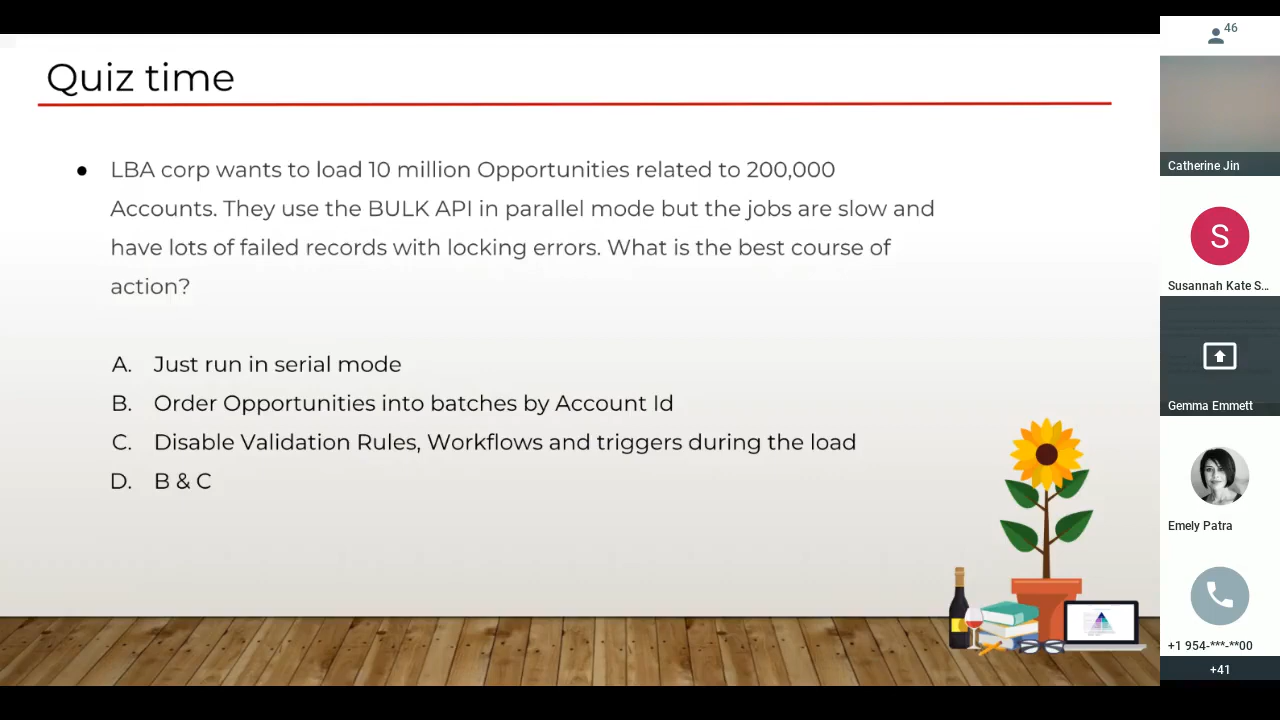 Quiz time
● LBA corp wants to load 10 million Opportunities related to 200,000
Accounts. They use the BULK API in parallel mode but the jobs are slow and
have lots of failed records with locking errors. What is the best course of
action?
A. Just run in serial mode
B. Order Opportunities into batches by Account Id
C. Disable Validation Rules, Workflows and triggers during the load
D. B & C
46
Catherine Jin
S
Susannah Kate S...
Gemma Emmett
Emely Patra
+1 954-***-**00
+41